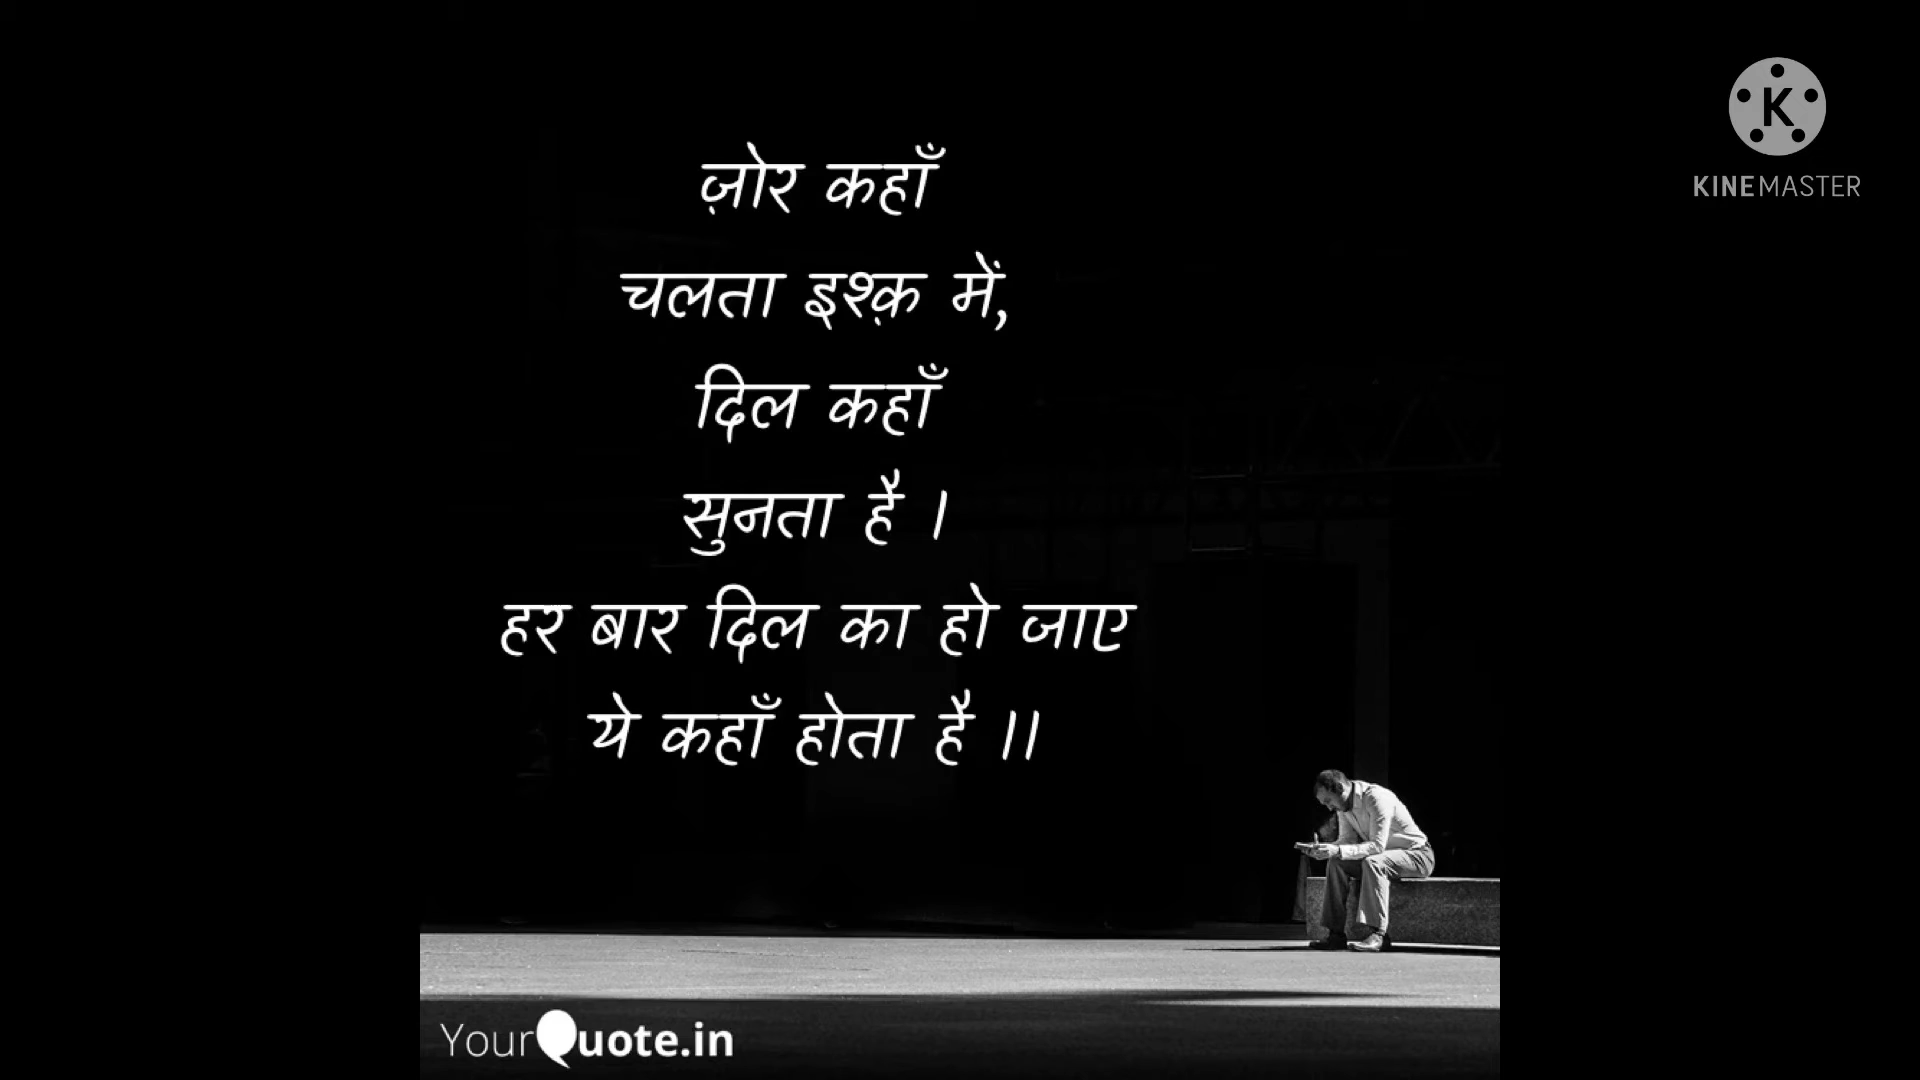 ज़ोर कहाँ
चलता इश्क़ में,
दिल कहाँ
सुनता है ।
हर बार दिल का हो जाए
ये कहाँ होता है ।।
K
KINEMASTER
YourQuote.in